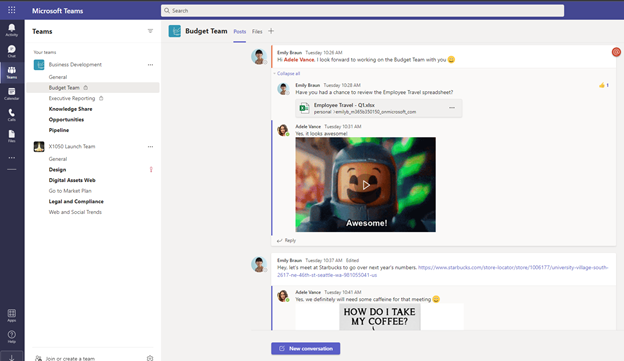 Microsoft Teams
Search
Activity
Chat
Teams
Calendar
Calls
Files
Apps
Help
Teams
Your teams
Business Development
General
Budget Team
Executive Reporting
Knowledge Share
Opportunities
Pipeline
X1050 Launch Team
General
Design
Digital Assets Web
Go to Market Plan
Legal and Compliance
Web and Social Trends
Join or create a team
Budget Team Posts Files
Emily Braun Tuesday 10:26 AM
Hi Adele Vance. I look forward to working on the Budget Team with you
Collapse all
Emily Braun Tuesday 10:28 AM
1
Have you had a chance to review the Employee Travel spreadsheet?
Employee Travel - Q1.xlsx
Adele Vance Tuesday 10:31 AM
Yes, it looks awesome!
Awesome!
Reply
Emily Braun Tuesday 10:37 AM Edited
Hey, let's meet at Starbucks to go over next year's numbers. https://www.starbucks.com/store-locator/store/1006177/university-village-south-
2617-ne-46th-st-seattle-wa-981055041-us
Adele Vance Tuesday 10:41 AM
Yes, we definitely will need some caffeine for that meeting
HOW DO I TAKE
MY COFFEE?
New conversation